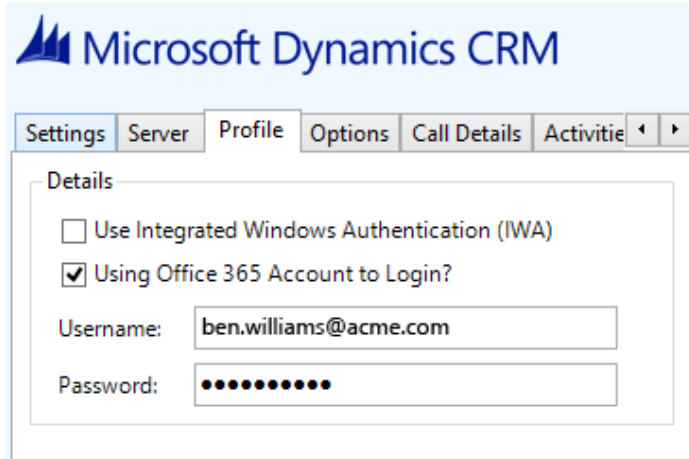 Microsoft Dynamics CRM
Settings Server Profile Options Call Details Activitie
Details
Use Integrated Windows Authentication (IWA)
Using Office 365 Account to Login?
Username: ben.williams@acme.com
Password: ●●●●●●●●●●